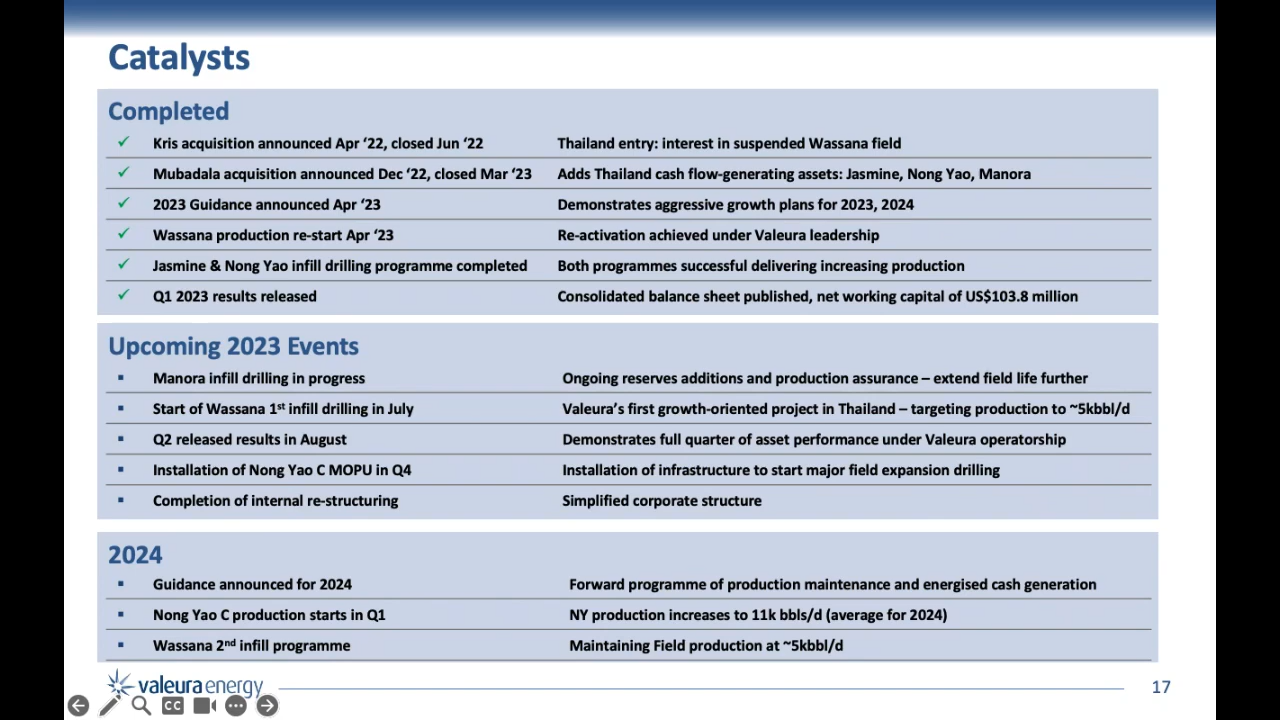 Catalysts
Completed
✓ Kris acquisition announced Apr ‘22, closed Jun ‘22 Thailand entry: interest in suspended Wassana field
✓ Mubadala acquisition announced Dec ‘22, closed Mar ‘23 Adds Thailand cash flow-generating assets: Jasmine, Nong Yao, Manora
✓ 2023 Guidance announced Apr ‘23 Demonstrates aggressive growth plans for 2023, 2024
✓ Wassana production re-start Apr ‘23 Re-activation achieved under Valeura leadership
✓ Jasmine & Nong Yao infill drilling programme completed Both programmes successful delivering increasing production
✓ Q1 2023 results released Consolidated balance sheet published, net working capital of US$103.8 million
Upcoming 2023 Events
▪ Manora infill drilling in progress Ongoing reserves additions and production assurance – extend field life further
▪ Start of Wassana 1st infill drilling in July Valeura’s first growth-oriented project in Thailand – targeting production to ~5kbbl/d
▪ Q2 released results in August Demonstrates full quarter of asset performance under Valeura operatorship
▪ Installation of Nong Yao C MOPU in Q4 Installation of infrastructure to start major field expansion drilling
▪ Completion of internal re-structuring Simplified corporate structure
2024
▪ Guidance announced for 2024 Forward programme of production maintenance and energised cash generation
▪ Nong Yao C production starts in Q1 NY production increases to 11k bbls/d (average for 2024)
▪ Wassana 2nd infill programme Maintaining Field production at ~5kbbl/d
valeura energy 17
CC